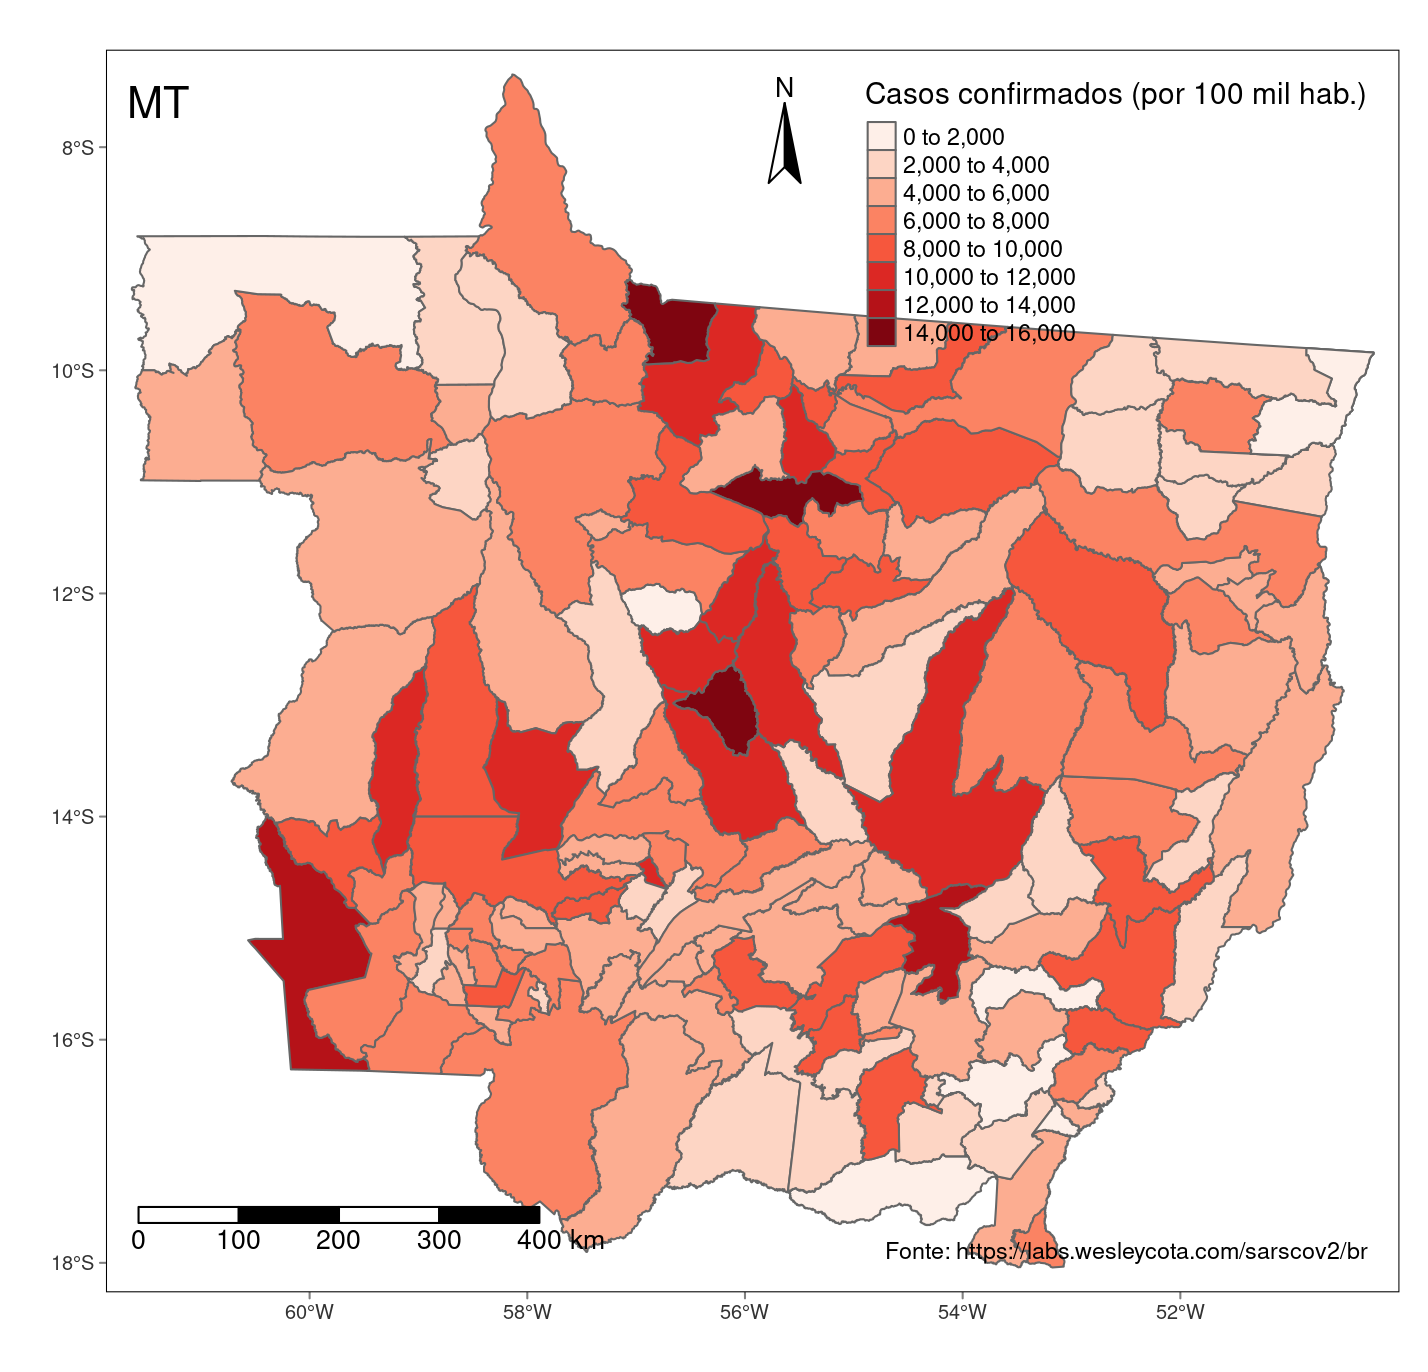 MT
N
Casos confirmados (por 100 mil hab.)
0 to 2,000
2,000 to 4,000
4,000 to 6,000
6,000 to 8,000
8,000 to 10,000
10,000 to 12,000
12,000 to 14,000
14,000 to 16,000
8°S
10°S
12°S
14°S
16°S
18°S
0 100 200 300 400 km
Fonte: https://labs.wesleycota.com/sarscov2/br
60°W 58°W 56°W 54°W 52°W